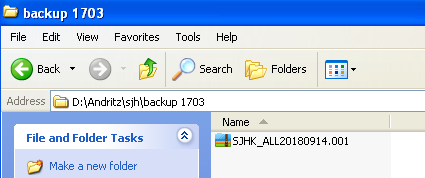 backup 1703
File Edit View Favorites Tools Help
Back Search Folders
Address D:\Andritz\sjh\backup 1703
File and Folder Tasks
Make a new folder
Name
SJHK_ALL20180914.001